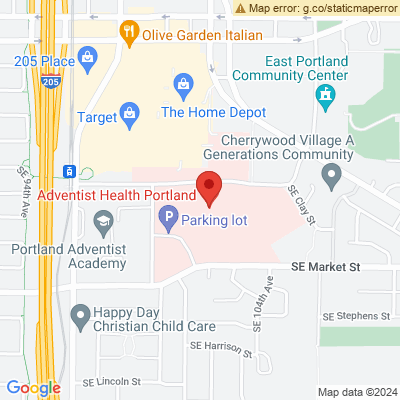 Map error: g.co/staticmaperror
Olive Garden Italian
205 Place
East Portland
Community Center
205
The Home Depot
Target
Cherrywood Village A
Generations Community
SE 94th Ave
Adventist Health Portland
SE Clay St
P
Parking lot
Portland Adventist
Academy
SE Market St
SE 104th Ave
Happy Day
Christian Child Care
SE Stephens St
SE Harrison St
SE Lincoln St
Google
Map data ©2024